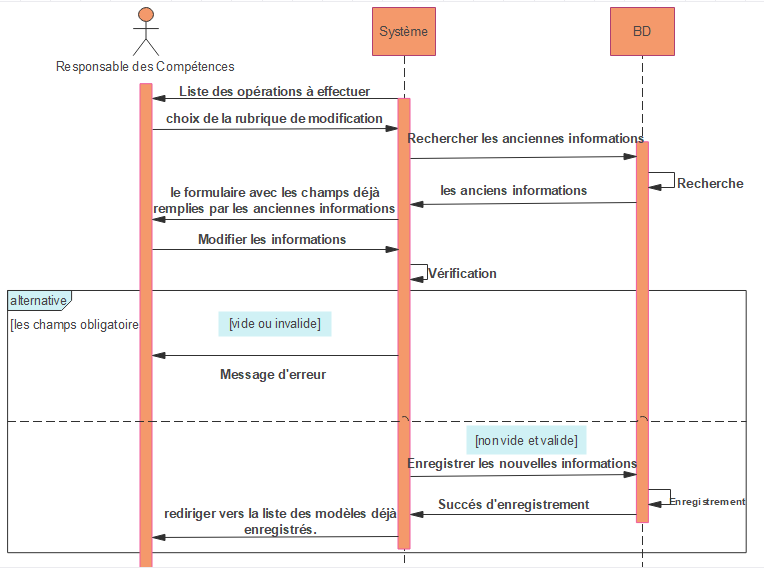 Système
BD
Responsable des Compétences
Liste des opérations à effectuer
choix de la rubrique de modification
Rechercher les anciennes informations
Recherche
les anciens informations
le formulaire avec les champs déjà
remplies par les anciennes informations
Modifier les informations
Vérification
alternative
[les champs obligatoire
[vide ou invalide]
Message d'erreur
[non vide et valide]
Enregistrer les nouvelles informations
Enregistrement
Succés d'enregistrement
rediriger vers la liste des modèles déjà
enregistrés.